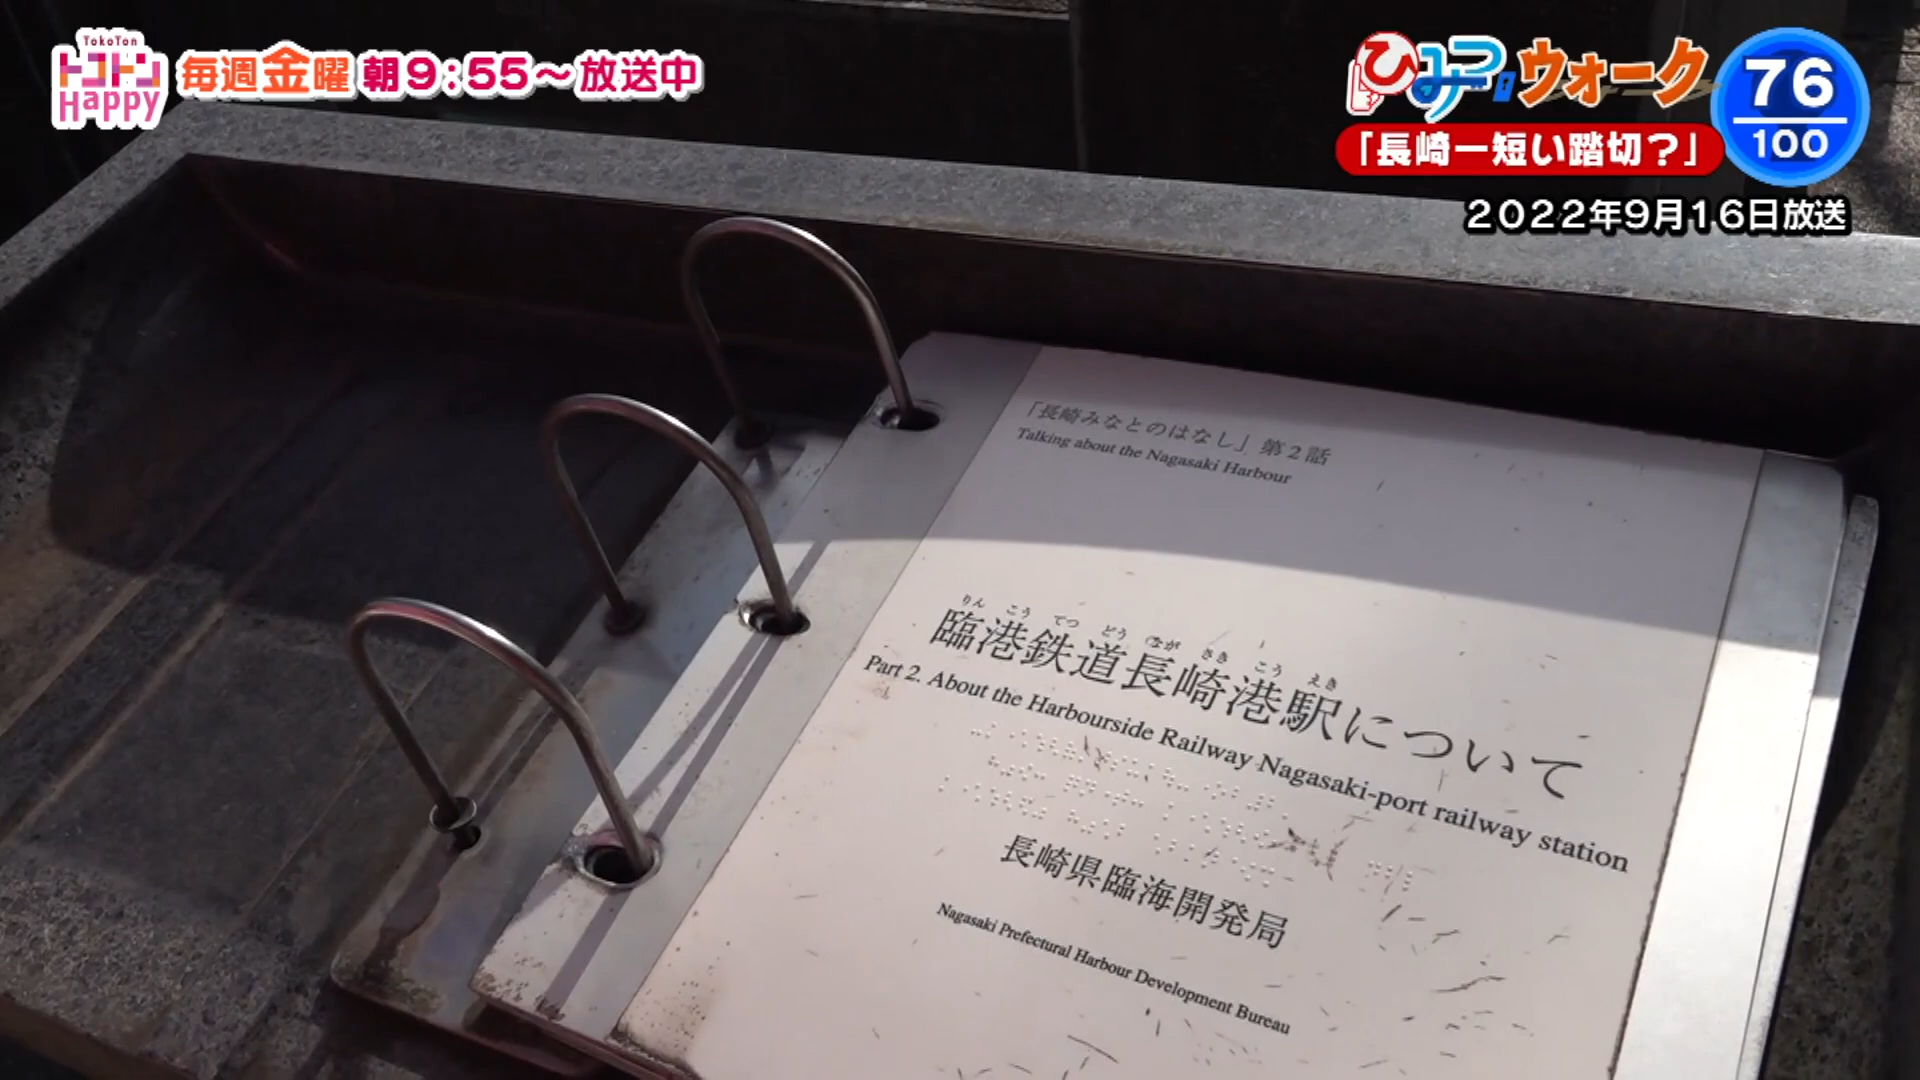 TokoTon
トコトン
Happy
毎週金曜 朝9:55～放送中
ひみつウォーク
76
100
「長崎一短い踏切？」
2022年9月16日放送
「長崎みなとのはなし」第2話
Talking about the Nagasaki Harbour
りん こう てつ どう なが さき こう えき
臨港鉄道長崎港駅について
Part 2. About the Harbourside Railway Nagasaki-port railway station
長崎県臨海開発局
Nagasaki Prefectural Harbour Development Bureau